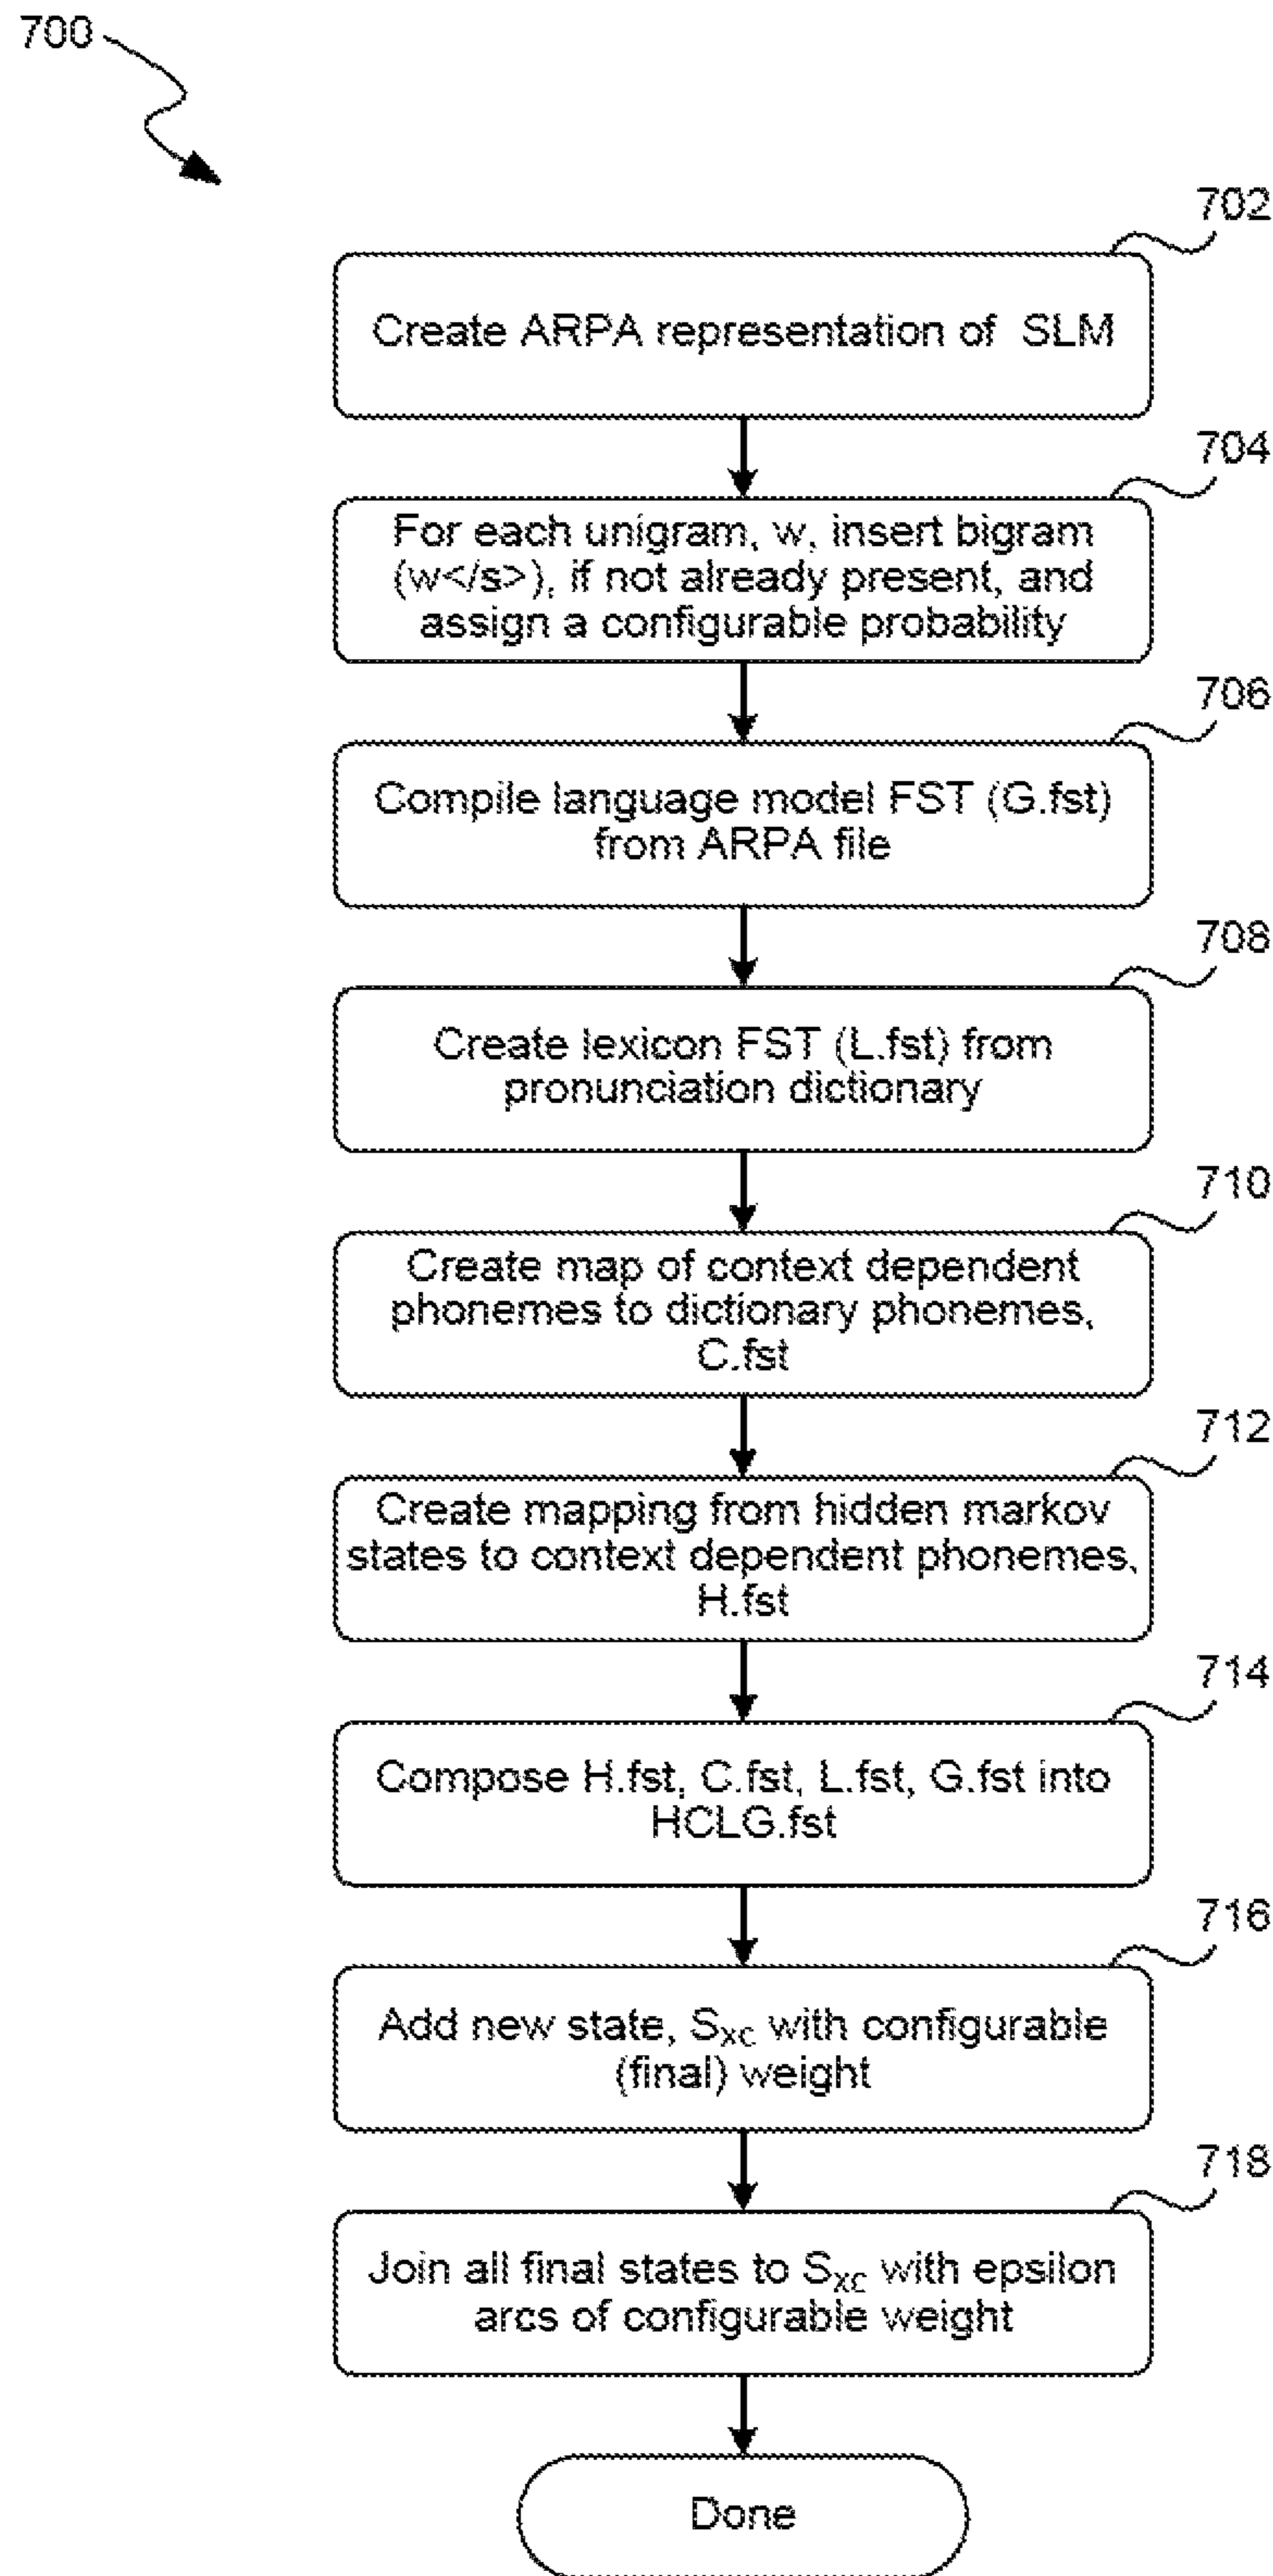 700
702
Create ARPA representation of SLM
704
For each unigram, w, insert bigram
(w</s>), if not already present, and
assign a configurable probability
706
Compile language model FST (G.fst)
from ARPA file
708
Create lexicon FST (L.fst) from
pronunciation dictionary
710
Create map of context dependent
phonemes to dictionary phonemes,
C.fst
712
Create mapping from hidden markov
states to context dependent phonemes,
H.fst
714
Compose H.fst, C.fst, L.fst, G.fst into
HCLG.fst
716
Add new state, Sxc with configurable
(final) weight
718
Join all final states to Sxc with epsilon
arcs of configurable weight
Done